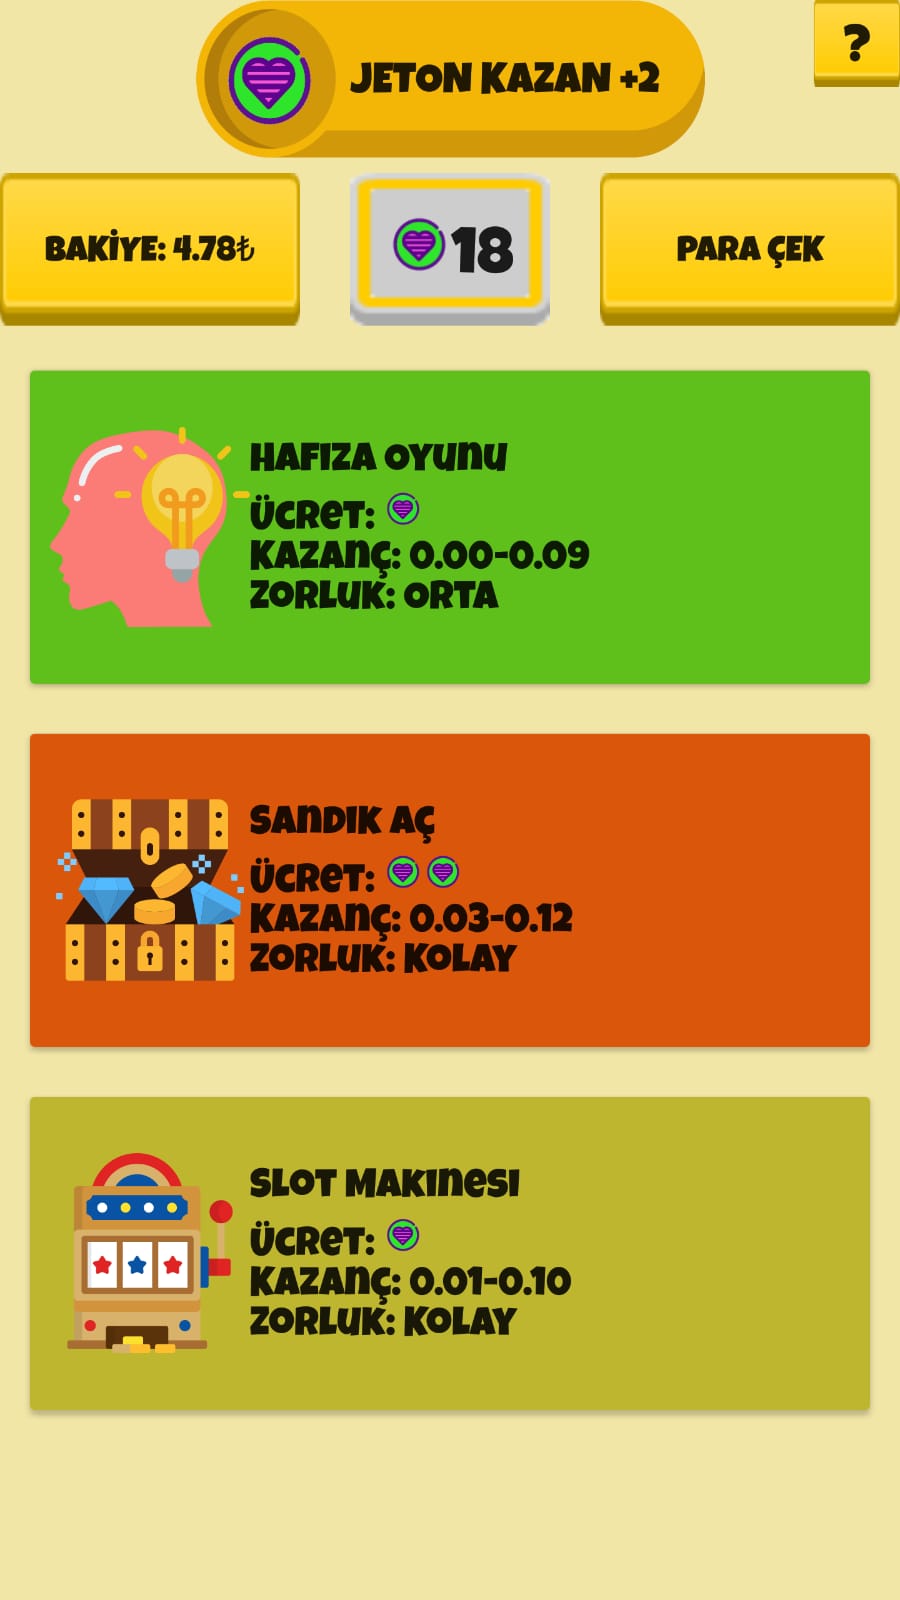 JETON KAZAN +2
?
BAKİYE: 4.78₺
18
PARA ÇEK
HAFIZA OYUNU
ÜCRET:
KAZANÇ: 0.00-0.09
ZORLUK: ORTA
SANDIK AÇ
ÜCRET:
KAZANÇ: 0.03-0.12
ZORLUK: KOLAY
SLOT MAKINESI
ÜCRET:
KAZANÇ: 0.01-0.10
ZORLUK: KOLAY